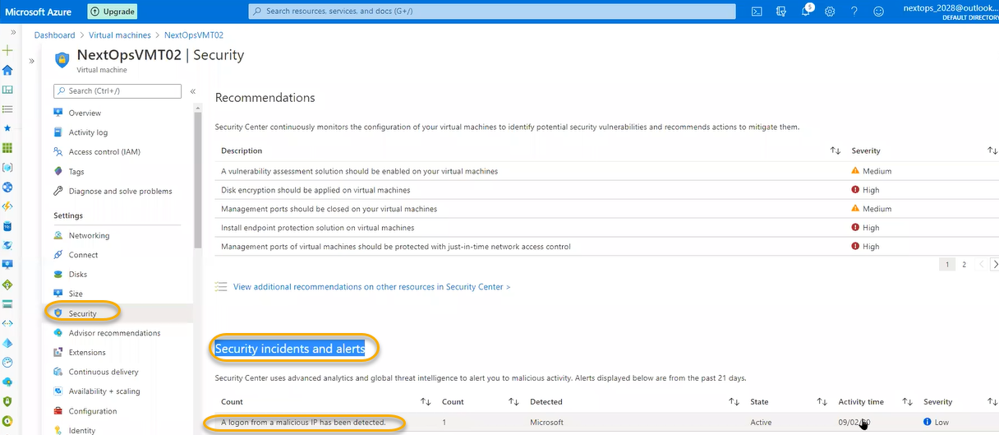 Microsoft Azure
Upgrade
Search resources, services, and docs (G+/)
5
nextops_2028@outlook....
DEFAULT DIRECTORY
Dashboard > Virtual machines > NextOpsVMT02
NextOpsVMT02 | Security
Virtual machine
Search (Ctrl+/)
Overview
Activity log
Access control (IAM)
Tags
Diagnose and solve problems
Settings
Networking
Connect
Disks
Size
Security
Advisor recommendations
Extensions
Continuous delivery
Availability + scaling
Configuration
Identity
Recommendations
Security Center continuously monitors the configuration of your virtual machines to identify potential security vulnerabilities and recommends actions to mitigate them.
Description Severity
A vulnerability assessment solution should be enabled on your virtual machines Medium
Disk encryption should be applied on virtual machines High
Management ports should be closed on your virtual machines Medium
Install endpoint protection solution on virtual machines High
Management ports of virtual machines should be protected with just-in-time network access control High
1 2
View additional recommendations on other resources in Security Center >
Security incidents and alerts
Security Center uses advanced analytics and global threat intelligence to alert you to malicious activity. Alerts displayed below are from the past 21 days.
Count Count Detected State Activity time Severity
A logon from a malicious IP has been detected. 1 Microsoft Active Low